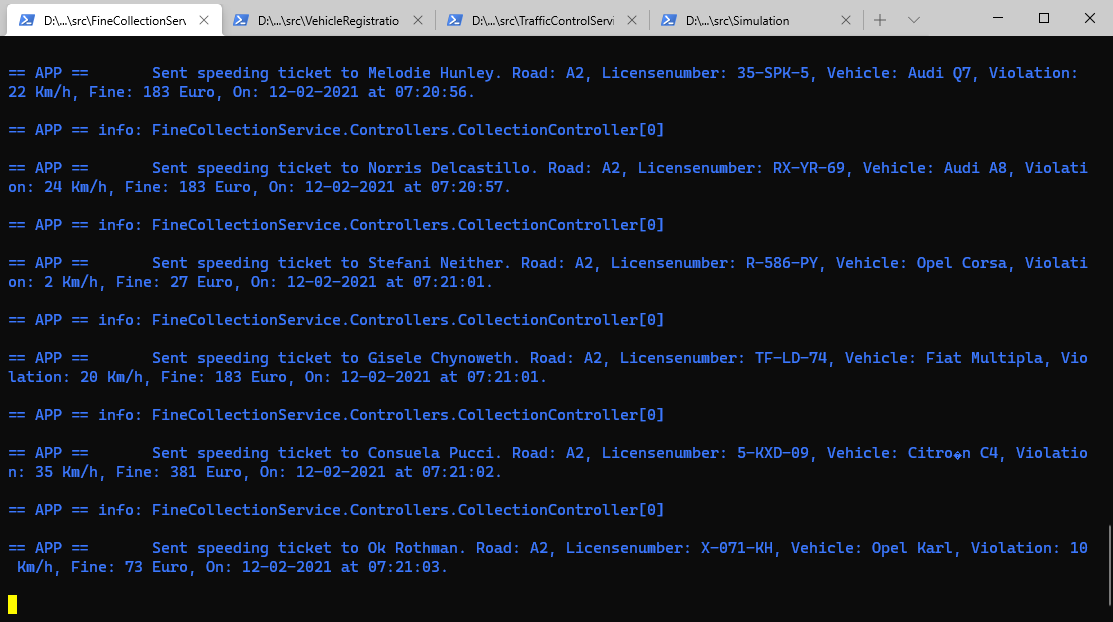 D:\...\src\FineCollectionServ
D:\...\src\VehicleRegistratio
D:\...\src\TrafficControlServi
D:\...\src\Simulation
== APP ==       Sent speeding ticket to Melodie Hunley. Road: A2, Licensenumber: 35-SPK-5, Vehicle: Audi Q7, Violation:
22 Km/h, Fine: 183 Euro, On: 12-02-2021 at 07:20:56.
== APP == info: FineCollectionService.Controllers.CollectionController[0]
== APP ==       Sent speeding ticket to Norris Delcastillo. Road: A2, Licensenumber: RX-YR-69, Vehicle: Audi A8, Violati
on: 24 Km/h, Fine: 183 Euro, On: 12-02-2021 at 07:20:57.
== APP == info: FineCollectionService.Controllers.CollectionController[0]
== APP ==       Sent speeding ticket to Stefani Neither. Road: A2, Licensenumber: R-586-PY, Vehicle: Opel Corsa, Violati
on: 2 Km/h, Fine: 27 Euro, On: 12-02-2021 at 07:21:01.
== APP == info: FineCollectionService.Controllers.CollectionController[0]
== APP ==       Sent speeding ticket to Gisele Chynoweth. Road: A2, Licensenumber: TF-LD-74, Vehicle: Fiat Multipla, Vio
lation: 20 Km/h, Fine: 183 Euro, On: 12-02-2021 at 07:21:01.
== APP == info: FineCollectionService.Controllers.CollectionController[0]
== APP ==       Sent speeding ticket to Consuela Pucci. Road: A2, Licensenumber: 5-KXD-09, Vehicle: Citro�n C4, Violatio
n: 35 Km/h, Fine: 381 Euro, On: 12-02-2021 at 07:21:02.
== APP == info: FineCollectionService.Controllers.CollectionController[0]
== APP ==       Sent speeding ticket to Ok Rothman. Road: A2, Licensenumber: X-071-KH, Vehicle: Opel Karl, Violation: 10
 Km/h, Fine: 73 Euro, On: 12-02-2021 at 07:21:03.